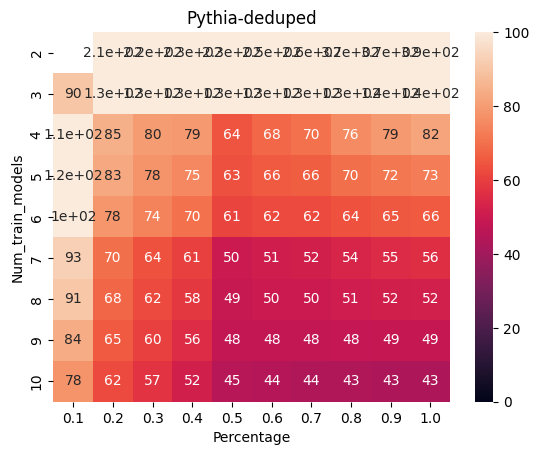 Pythia-deduped
100
2
3 90
80
4 1.1e+02 85 80 79 64 68 70 76 79 82
5 1.2e+02 83 78 75 63 66 66 70 72 73
60
Num_train_models
6 1e+02 78 74 70 61 62 62 64 65 66
40
7 93 70 64 61 50 51 52 54 55 56
8 91 68 62 58 49 50 50 51 52 52
20
9 84 65 60 56 48 48 48 48 49 49
10 78 62 57 52 45 44 44 43 43 43
0
0.1 0.2 0.3 0.4 0.5 0.6 0.7 0.8 0.9 1.0
Percentage